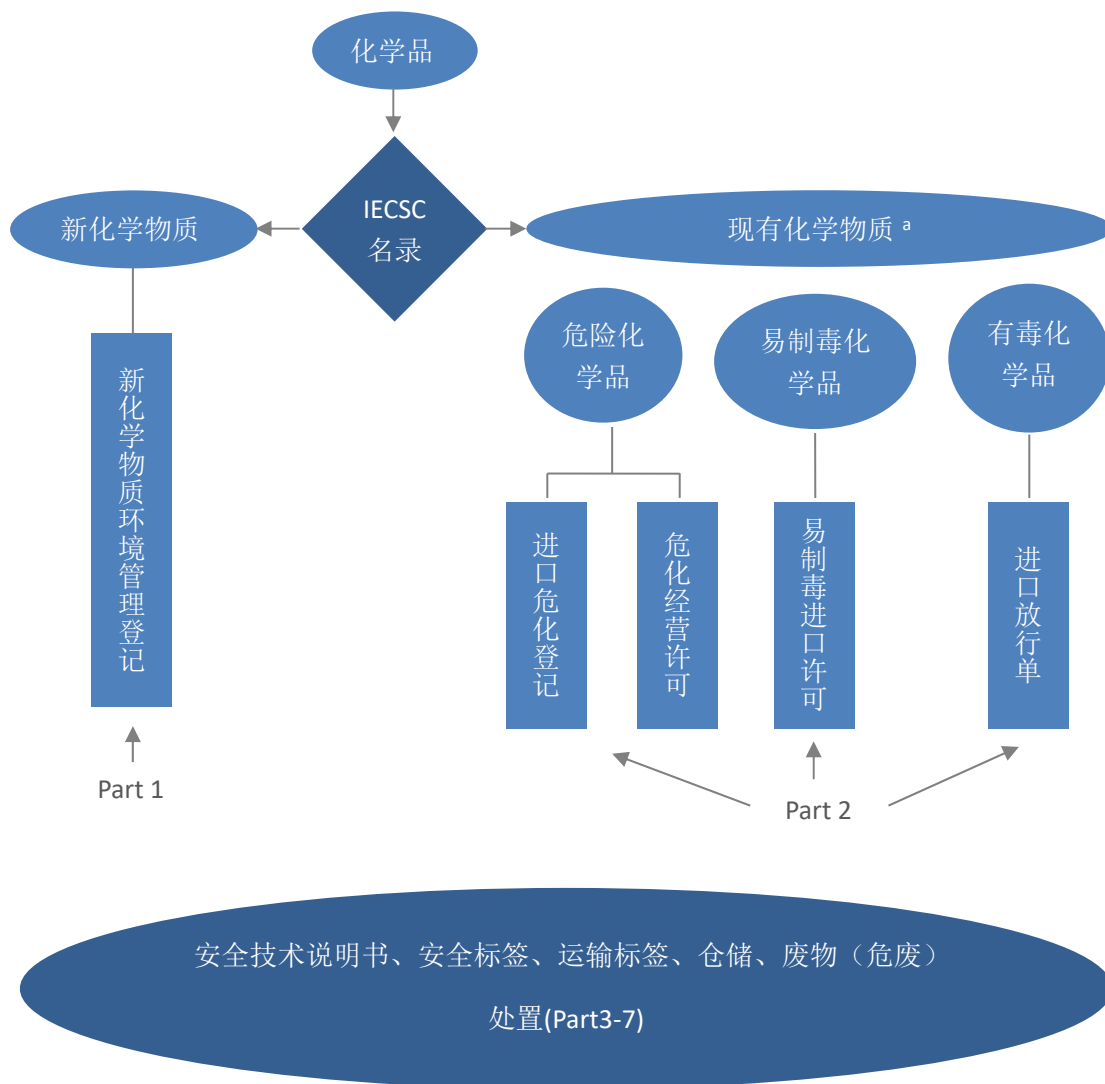 化学品
IECSC
名录
新化学物质
现有化学物质 a
危险化
学品
易制毒化
学品
有毒化
学品
新化学物质环境管理登记
进口危化登记
危化经营许可
易制毒进口许可
进口放行单
Part 1
Part 2
安全技术说明书、安全标签、运输标签、仓储、废物（危废）
处置(Part3-7)